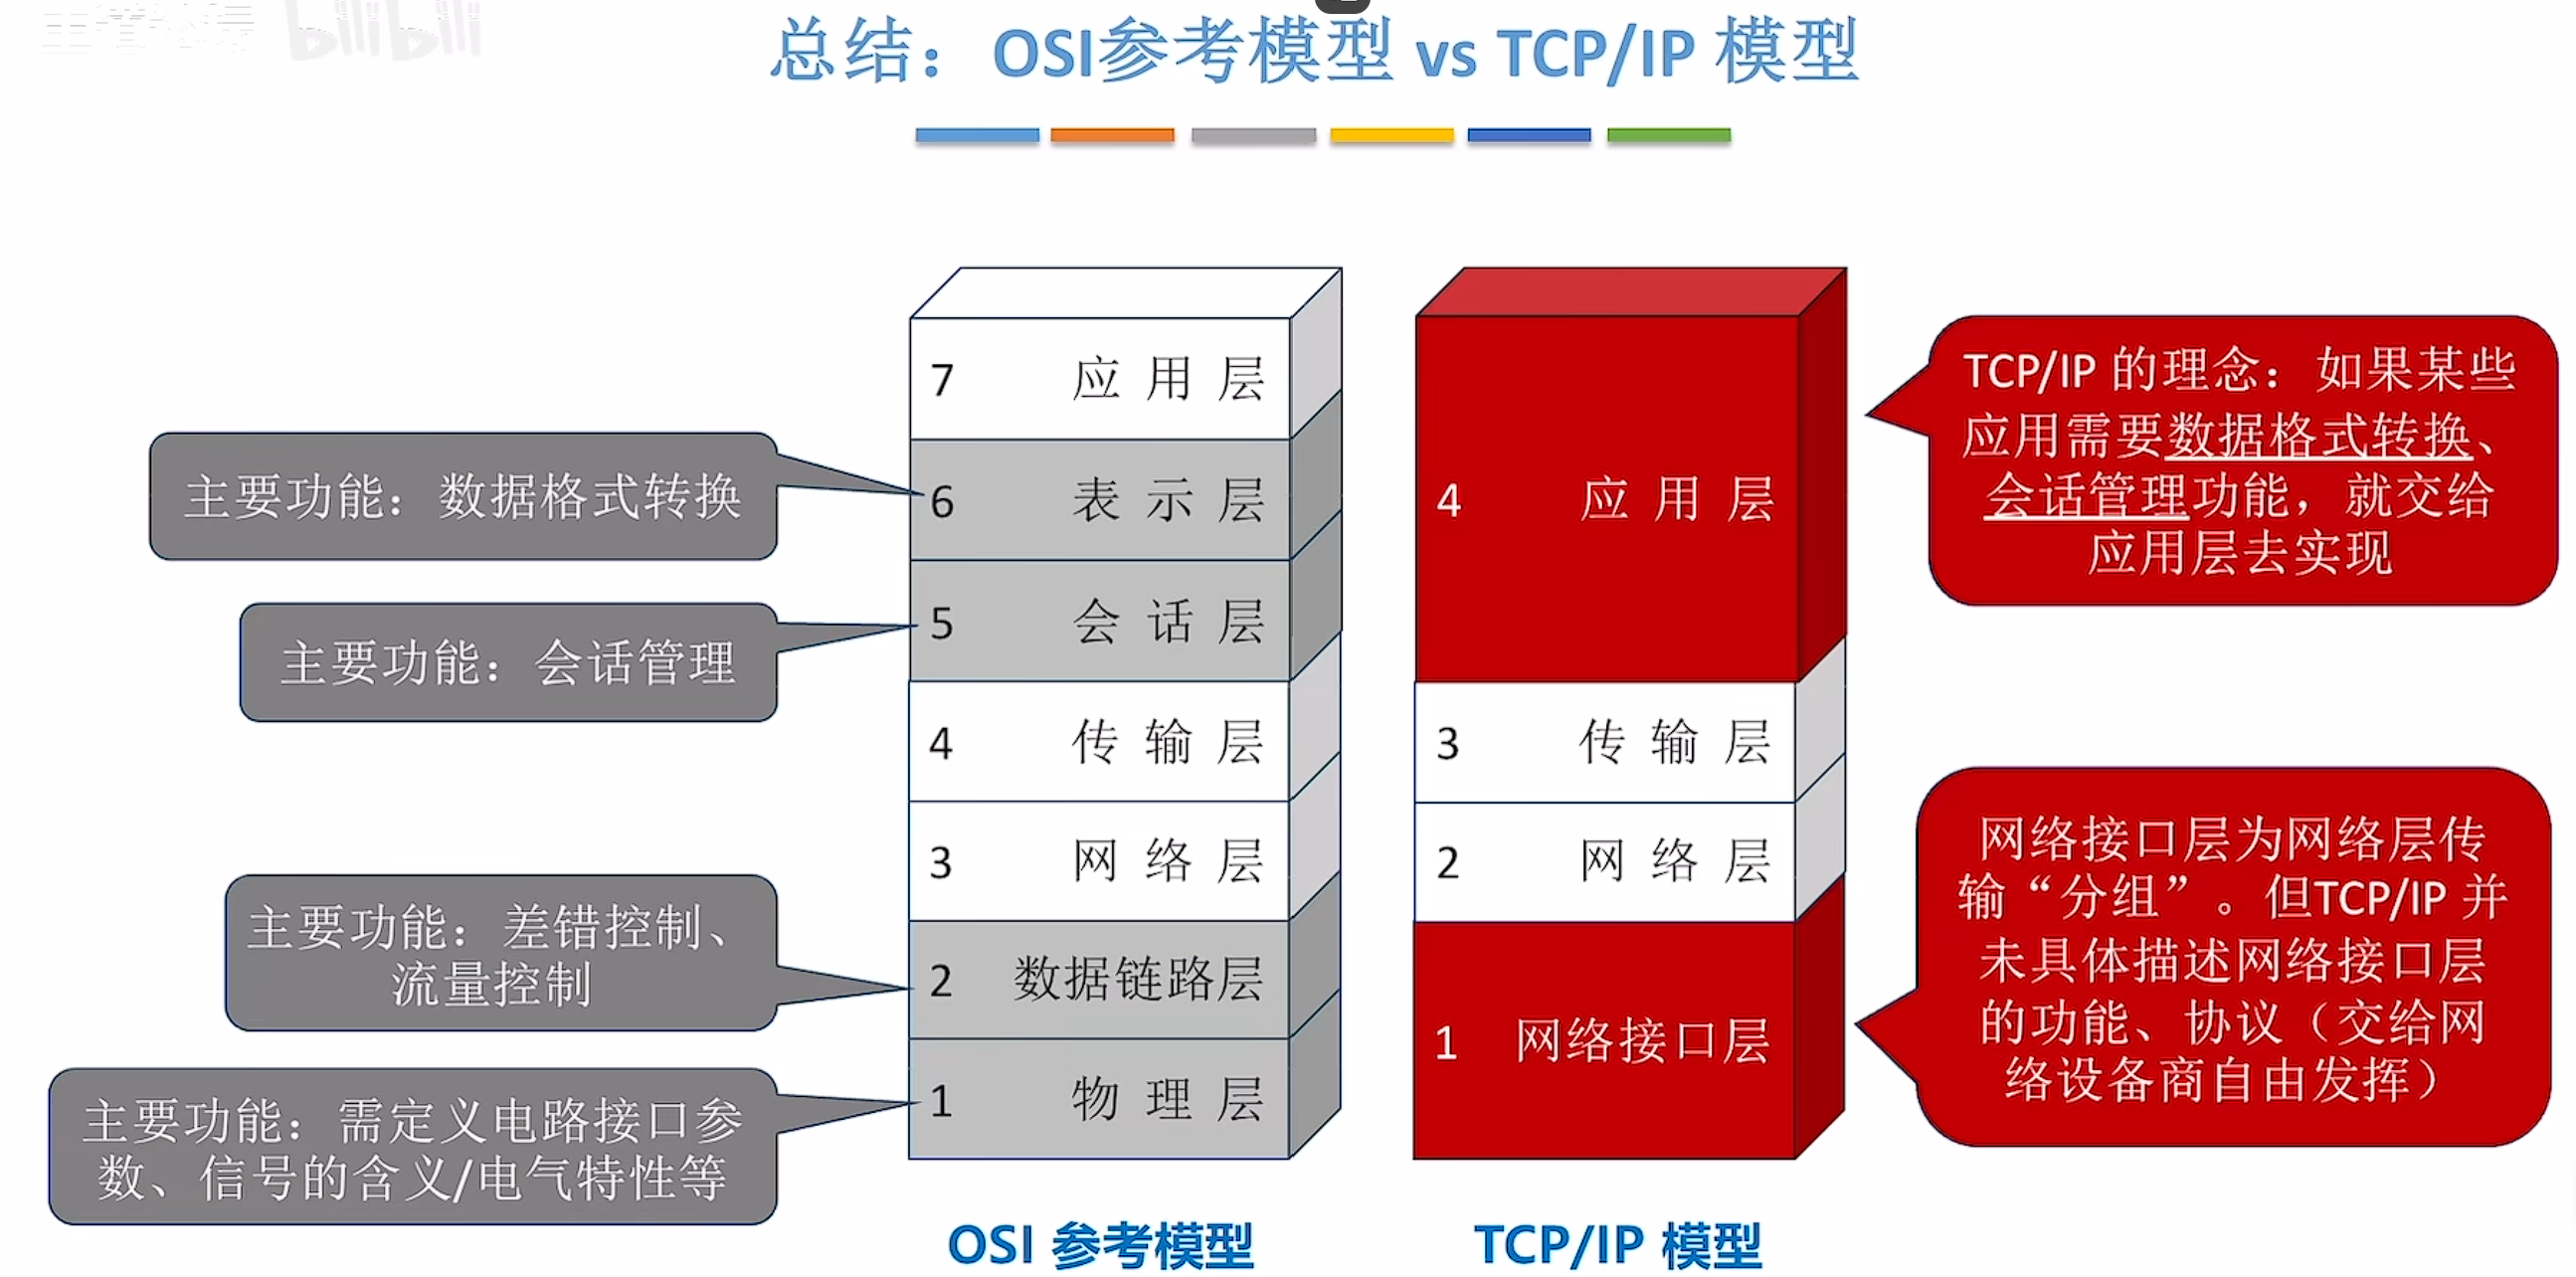 bilibili
总结：OSI参考模型 vs TCP/IP 模型
7 应用层
6 表示层
5 会话层
4 传输层
3 网络层
2 数据链路层
1 物理层
主要功能：数据格式转换
主要功能：会话管理
主要功能：差错控制、
流量控制
主要功能：需定义电路接口参
数、信号的含义/电气特性等
OSI 参考模型
4 应用层
3 传输层
2 网络层
1 网络接口层
TCP/IP 模型
TCP/IP 的理念：如果某些
应用需要数据格式转换、
会话管理功能，就交给
应用层去实现
网络接口层为网络层传
输“分组”。但TCP/IP 并
未具体描述网络接口层
的功能、协议（交给网
络设备商自由发挥）